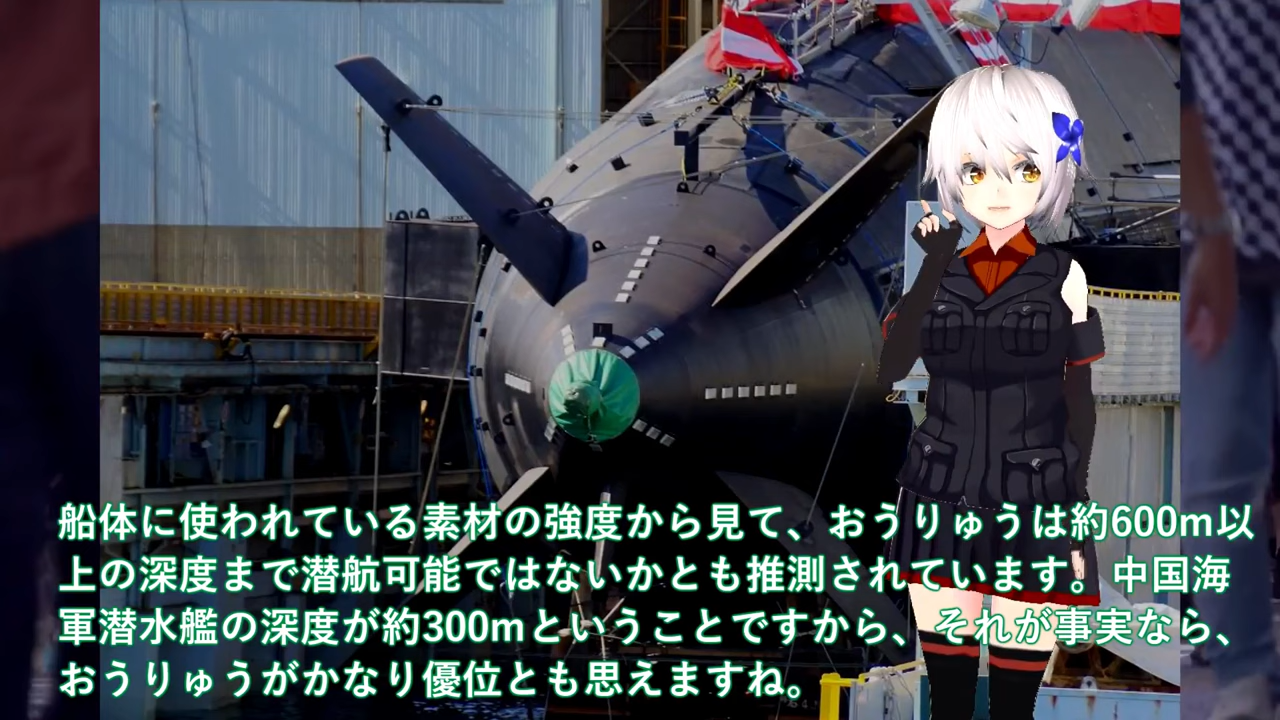 船体に使われている素材の強度から見て、おうりゅうは約600m以
上の深度まで潜航可能ではないかとも推測されています。中国海
軍潜水艦の深度が約300mということですから、それが事実なら、
おうりゅうがかなり優位とも思えますね。